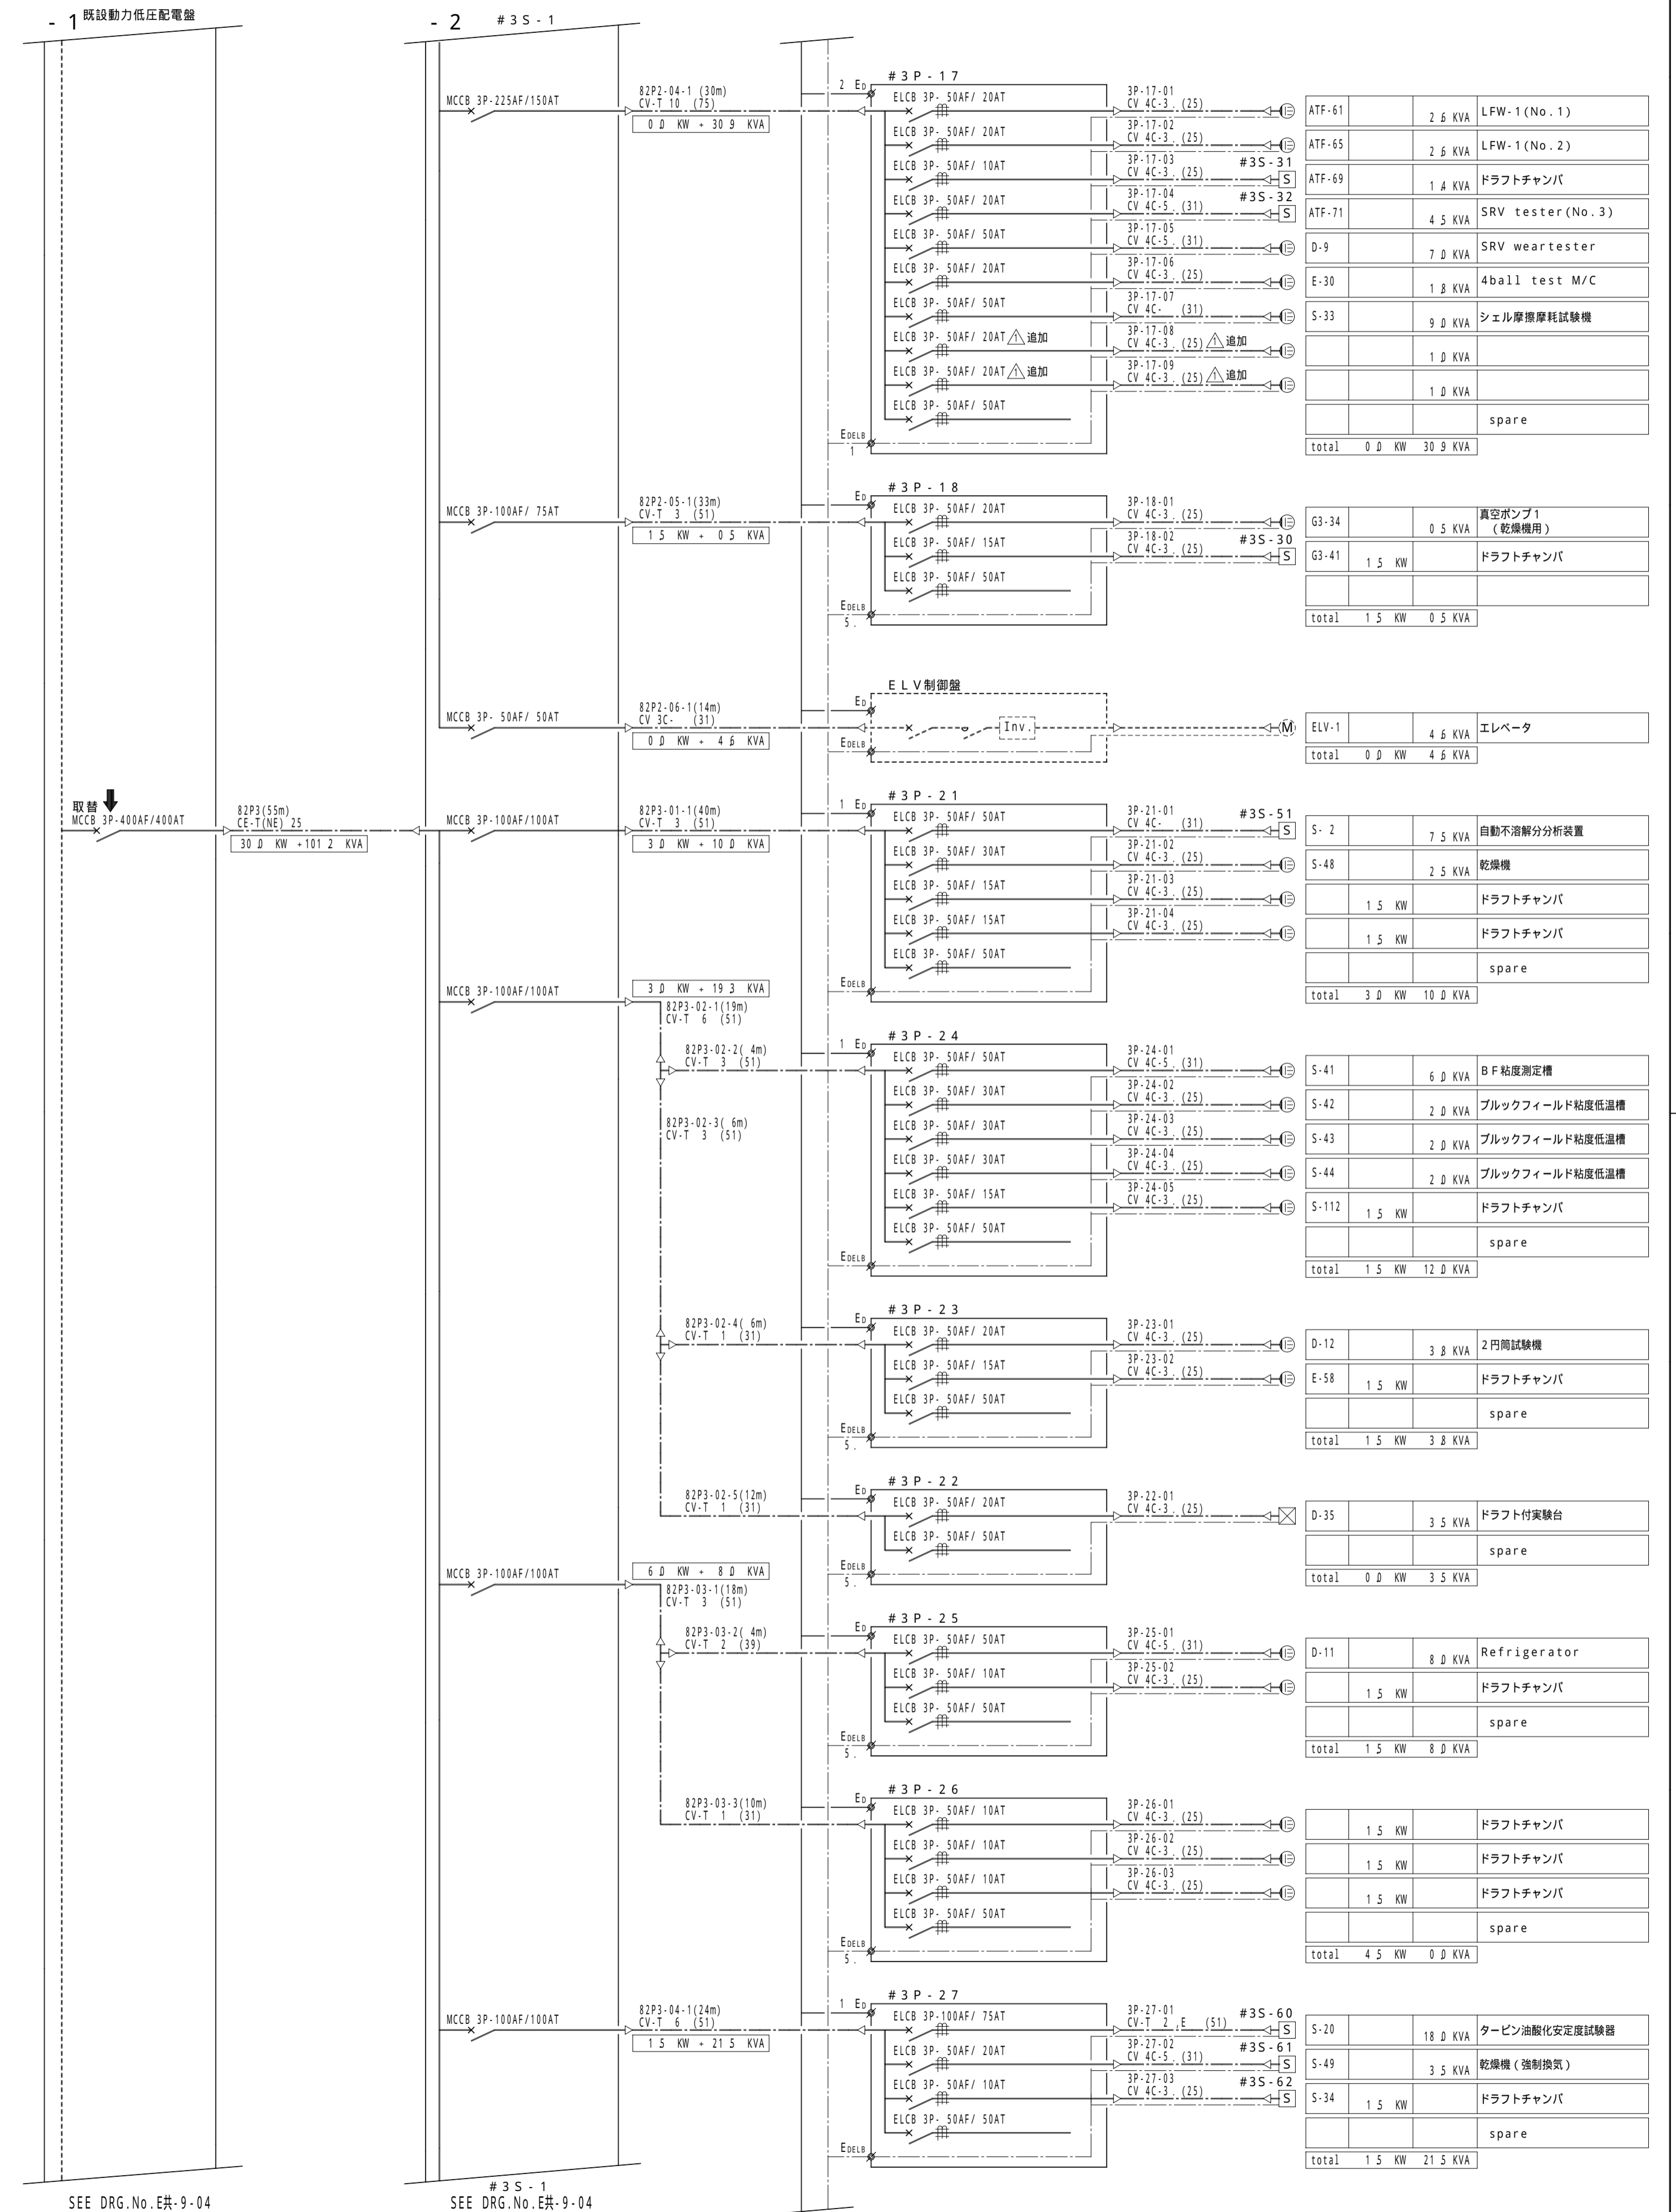 - 1 既設動力低圧配電盤
- 2 #3S-1
MCCB 3P-225AF/150AT
82P2-04-1 (30m)
CV-T 10 (75)
0.0 KW + 30.9 KVA
#3P-17
2 ED
ELCB 3P- 50AF/ 20AT
3P-17-01
CV 4C-3. (25)
ATF-61 2.6 KVA LFW-1(No.1)
ELCB 3P- 50AF/ 20AT
3P-17-02
CV 4C-3. (25)
ATF-65 2.6 KVA LFW-1(No.2)
ELCB 3P- 50AF/ 10AT
3P-17-03
CV 4C-3. (25)
#3S-31
S
ATF-69 1.4 KVA ドラフトチャンバ
ELCB 3P- 50AF/ 20AT
3P-17-04
CV 4C-5. (31)
#3S-32
S
ATF-71 4.5 KVA SRV tester(No.3)
ELCB 3P- 50AF/ 50AT
3P-17-05
CV 4C-5. (31)
D-9 7.0 KVA SRV weartester
ELCB 3P- 50AF/ 20AT
3P-17-06
CV 4C-3. (25)
E-30 1.8 KVA 4ball test M/C
ELCB 3P- 50AF/ 50AT
3P-17-07
CV 4C- (31)
S-33 9.0 KVA シェル摩擦摩耗試験機
ELCB 3P- 50AF/ 20AT 1 追加
3P-17-08
CV 4C-3. (25) 1 追加
1.0 KVA
ELCB 3P- 50AF/ 20AT 1 追加
3P-17-09
CV 4C-3. (25) 1 追加
1.0 KVA
ELCB 3P- 50AF/ 50AT
spare
EDELB
1
total 0.0 KW 30.9 KVA
MCCB 3P-100AF/ 75AT
82P2-05-1(33m)
CV-T 3 (51)
1.5 KW + 0.5 KVA
#3P-18
ED
ELCB 3P- 50AF/ 20AT
3P-18-01
CV 4C-3. (25)
G3-34 0.5 KVA 真空ポンプ1
(乾燥機用)
ELCB 3P- 50AF/ 15AT
3P-18-02
CV 4C-3. (25)
#3S-30
S
G3-41 1.5 KW ドラフトチャンバ
ELCB 3P- 50AF/ 50AT
EDELB
5.
total 1.5 KW 0.5 KVA
MCCB 3P- 50AF/ 50AT
82P2-06-1(14m)
CV 3C- (31)
0.0 KW + 4.6 KVA
ELV制御盤
ED
Inv.
M
ELV-1 4.6 KVA エレベータ
EDELB
total 0.0 KW 4.6 KVA
取替
MCCB 3P-400AF/400AT
82P3(55m)
CE-T(NE) 25
30.0 KW +101.2 KVA
MCCB 3P-100AF/100AT
82P3-01-1(40m)
CV-T 3 (51)
3.0 KW + 10.0 KVA
#3P-21
1 ED
ELCB 3P- 50AF/ 50AT
3P-21-01
CV 4C- (31)
#3S-51
S
S- 2 7.5 KVA 自動不溶解分分析装置
ELCB 3P- 50AF/ 30AT
3P-21-02
CV 4C-3. (25)
S-48 2.5 KVA 乾燥機
ELCB 3P- 50AF/ 15AT
3P-21-03
CV 4C-3. (25)
1.5 KW ドラフトチャンバ
ELCB 3P- 50AF/ 15AT
3P-21-04
CV 4C-3. (25)
1.5 KW ドラフトチャンバ
ELCB 3P- 50AF/ 50AT
spare
EDELB
total 3.0 KW 10.0 KVA
MCCB 3P-100AF/100AT
3.0 KW + 19.3 KVA
82P3-02-1(19m)
CV-T 6 (51)
82P3-02-2( 4m)
CV-T 3 (51)
82P3-02-3( 6m)
CV-T 3 (51)
#3P-24
1 ED
ELCB 3P- 50AF/ 50AT
3P-24-01
CV 4C-5. (31)
S-41 6.0 KVA BF粘度測定槽
ELCB 3P- 50AF/ 30AT
3P-24-02
CV 4C-3. (25)
S-42 2.0 KVA ブルックフィールド粘度低温槽
ELCB 3P- 50AF/ 30AT
3P-24-03
CV 4C-3. (25)
S-43 2.0 KVA ブルックフィールド粘度低温槽
ELCB 3P- 50AF/ 30AT
3P-24-04
CV 4C-3. (25)
S-44 2.0 KVA ブルックフィールド粘度低温槽
ELCB 3P- 50AF/ 15AT
3P-24-05
CV 4C-3. (25)
S-112 1.5 KW ドラフトチャンバ
ELCB 3P- 50AF/ 50AT
spare
EDELB
total 1.5 KW 12.0 KVA
82P3-02-4( 6m)
CV-T 1 (31)
#3P-23
ED
ELCB 3P- 50AF/ 20AT
3P-23-01
CV 4C-3. (25)
D-12 3.8 KVA 2円筒試験機
ELCB 3P- 50AF/ 15AT
3P-23-02
CV 4C-3. (25)
E-58 1.5 KW ドラフトチャンバ
ELCB 3P- 50AF/ 50AT
spare
EDELB
5.
total 1.5 KW 3.8 KVA
82P3-02-5(12m)
CV-T 1 (31)
#3P-22
ED
ELCB 3P- 50AF/ 20AT
3P-22-01
CV 4C-3. (25)
D-35 3.5 KVA ドラフト付実験台
ELCB 3P- 50AF/ 50AT
spare
EDELB
5.
total 0.0 KW 3.5 KVA
MCCB 3P-100AF/100AT
6.0 KW + 8.0 KVA
82P3-03-1(18m)
CV-T 3 (51)
82P3-03-2( 4m)
CV-T 2 (39)
#3P-25
ED
ELCB 3P- 50AF/ 50AT
3P-25-01
CV 4C-5. (31)
D-11 8.0 KVA Refrigerator
ELCB 3P- 50AF/ 10AT
3P-25-02
CV 4C-3. (25)
1.5 KW ドラフトチャンバ
ELCB 3P- 50AF/ 50AT
spare
EDELB
5.
total 1.5 KW 8.0 KVA
82P3-03-3(10m)
CV-T 1 (31)
#3P-26
ED
ELCB 3P- 50AF/ 10AT
3P-26-01
CV 4C-3. (25)
1.5 KW ドラフトチャンバ
ELCB 3P- 50AF/ 10AT
3P-26-02
CV 4C-3. (25)
1.5 KW ドラフトチャンバ
ELCB 3P- 50AF/ 10AT
3P-26-03
CV 4C-3. (25)
1.5 KW ドラフトチャンバ
ELCB 3P- 50AF/ 50AT
spare
EDELB
5.
total 4.5 KW 0.0 KVA
MCCB 3P-100AF/100AT
82P3-04-1(24m)
CV-T 6 (51)
1.5 KW + 21.5 KVA
#3P-27
1 ED
ELCB 3P-100AF/ 75AT
3P-27-01
CV-T 2 ,E (51)
#3S-60
S
S-20 18.0 KVA タービン油酸化安定度試験器
ELCB 3P- 50AF/ 20AT
3P-27-02
CV 4C-5. (31)
#3S-61
S
S-49 3.5 KVA 乾燥機(強制換気)
ELCB 3P- 50AF/ 10AT
3P-27-03
CV 4C-3. (25)
#3S-62
S
S-34 1.5 KW ドラフトチャンバ
ELCB 3P- 50AF/ 50AT
spare
EDELB
total 1.5 KW 21.5 KVA
SEE DRG.No.E共-9-04
#3S-1
SEE DRG.No.E共-9-04